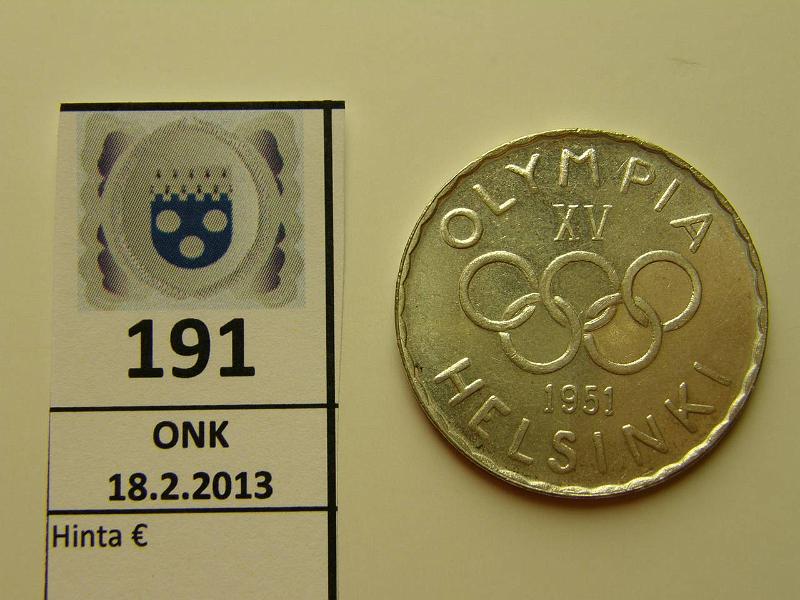 191
ONK
18.2.2013
Hinta €
OLYMPIA
XV
1951
HELSINKI